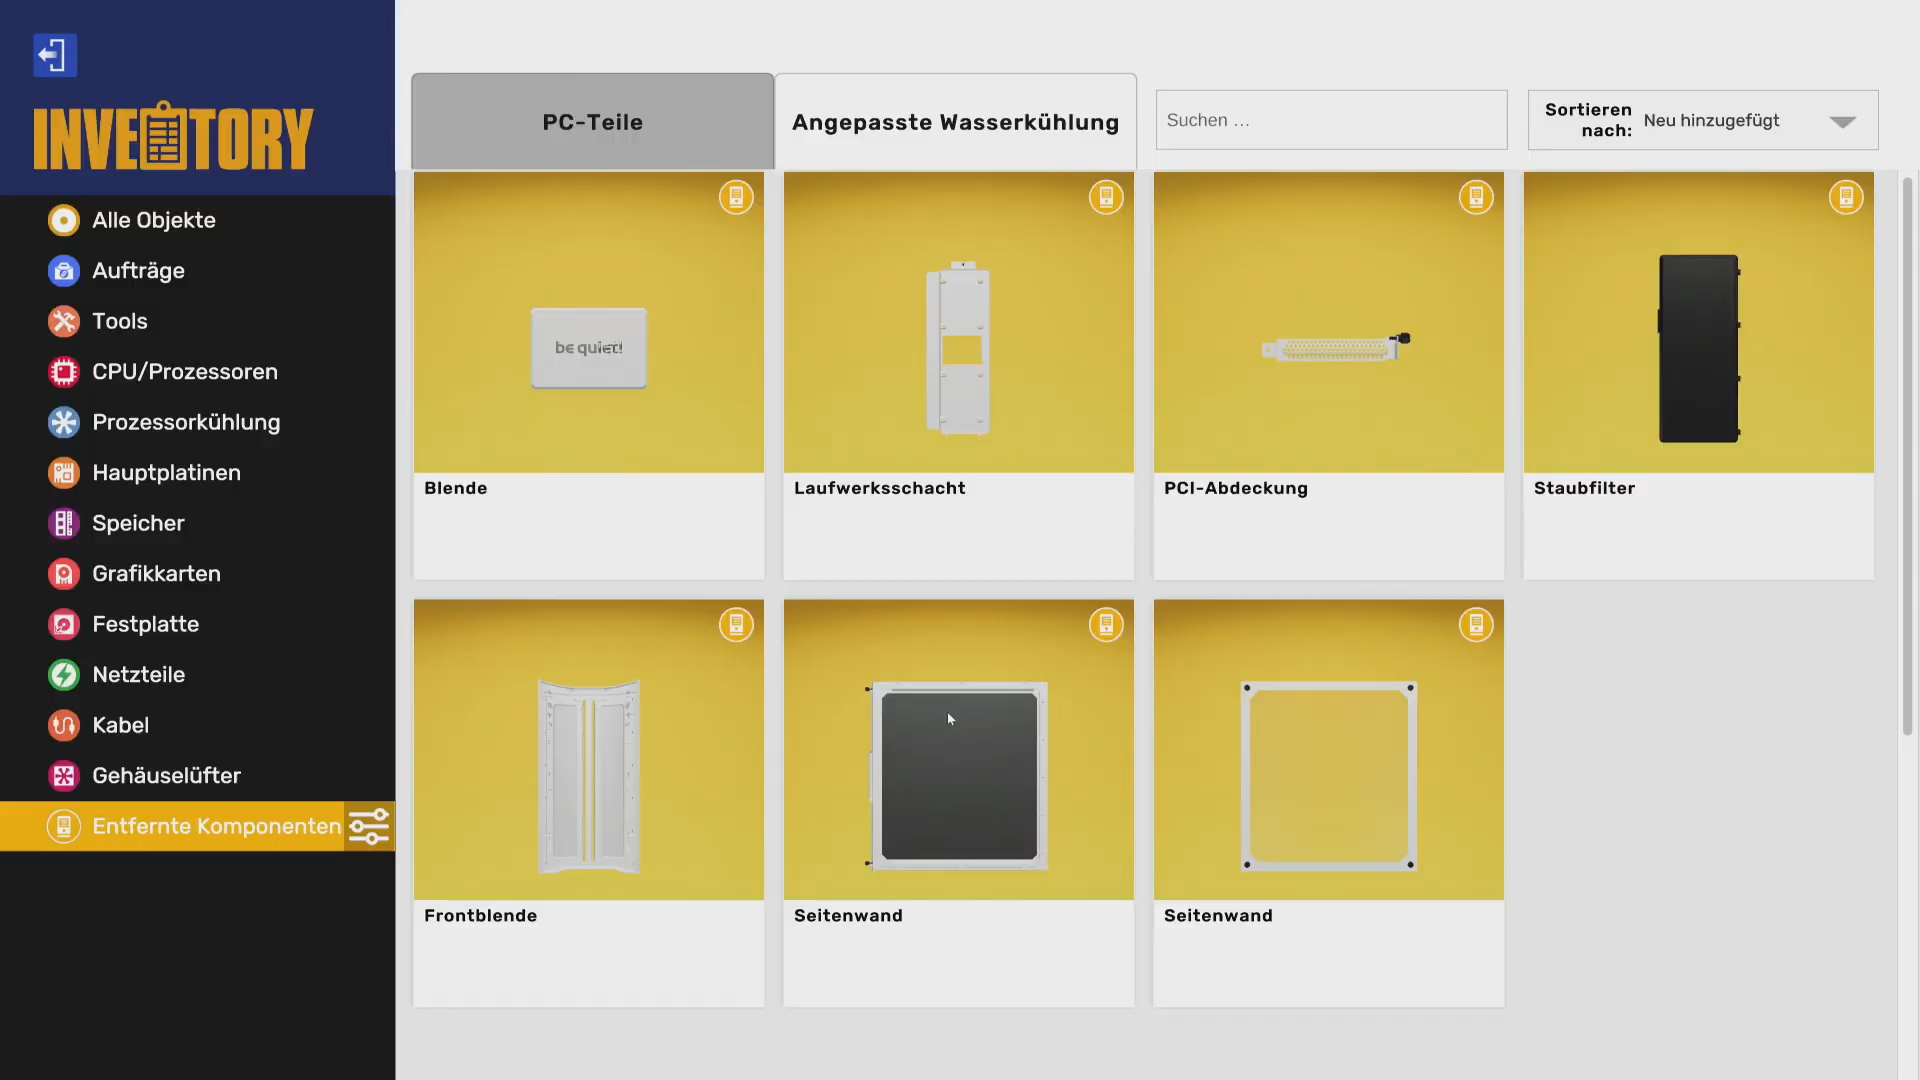 INVENTORY
Alle Objekte
Aufträge
Tools
CPU/Prozessoren
Prozessorkühlung
Hauptplatinen
Speicher
Grafikkarten
Festplatte
Netzteile
Kabel
Gehäuselüfter
Entfernte Komponenten
PC-Teile
Angepasste Wasserkühlung
Suchen ...
Sortieren
nach:
Neu hinzugefügt
be quiet!
Blende
Laufwerksschacht
PCI-Abdeckung
Staubfilter
Frontblende
Seitenwand
Seitenwand